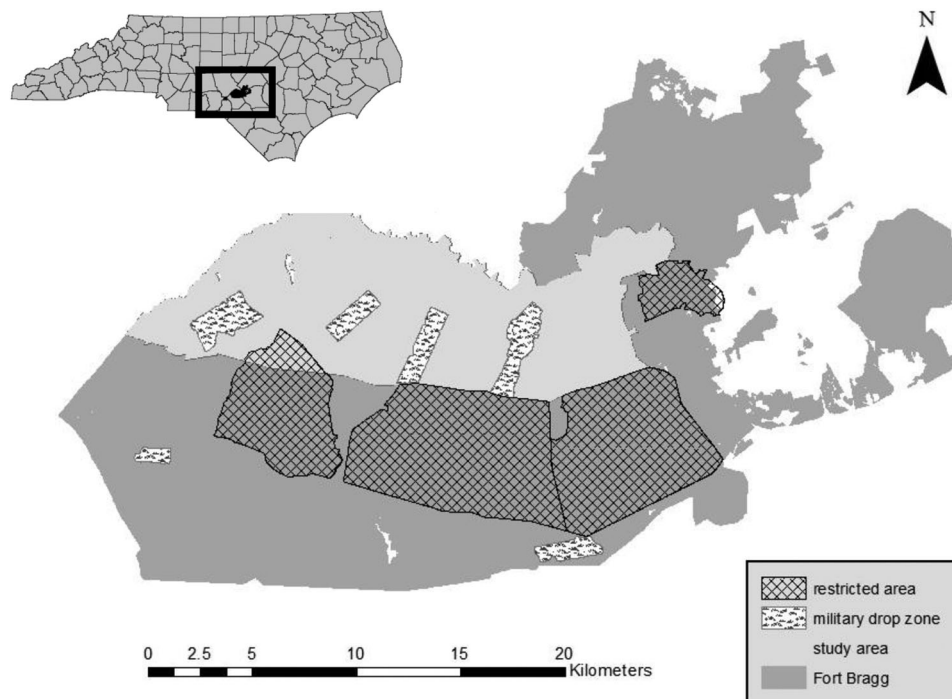 N
restricted area
military drop zone
study area
Fort Bragg
0 2.5 5 10 15 20
Kilometers